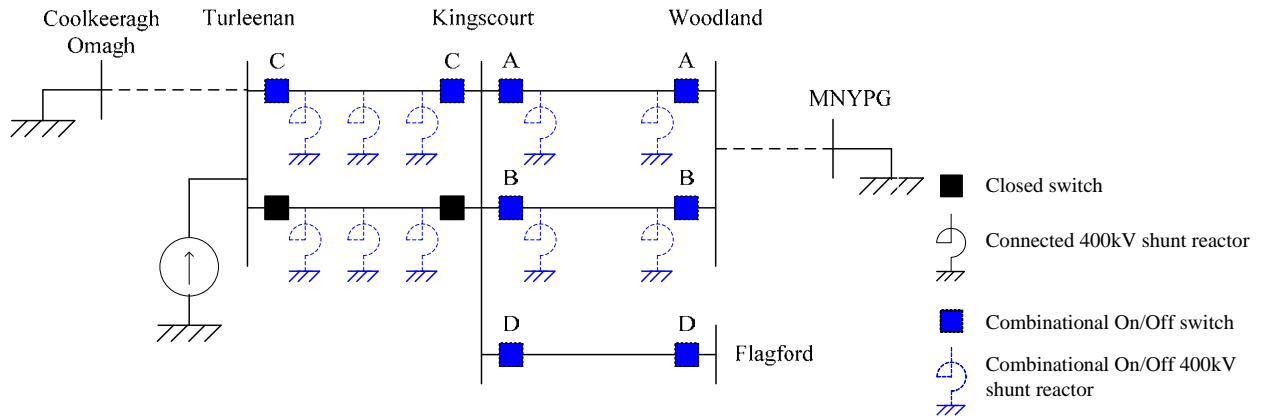 Coolkeeragh
Omagh
Turleenan
Kingscourt
Woodland
C
C
A
A
MNYPG
B
B
D
D
Flagford
Closed switch
Connected 400kV shunt reactor
Combinational On/Off switch
Combinational On/Off 400kV
shunt reactor